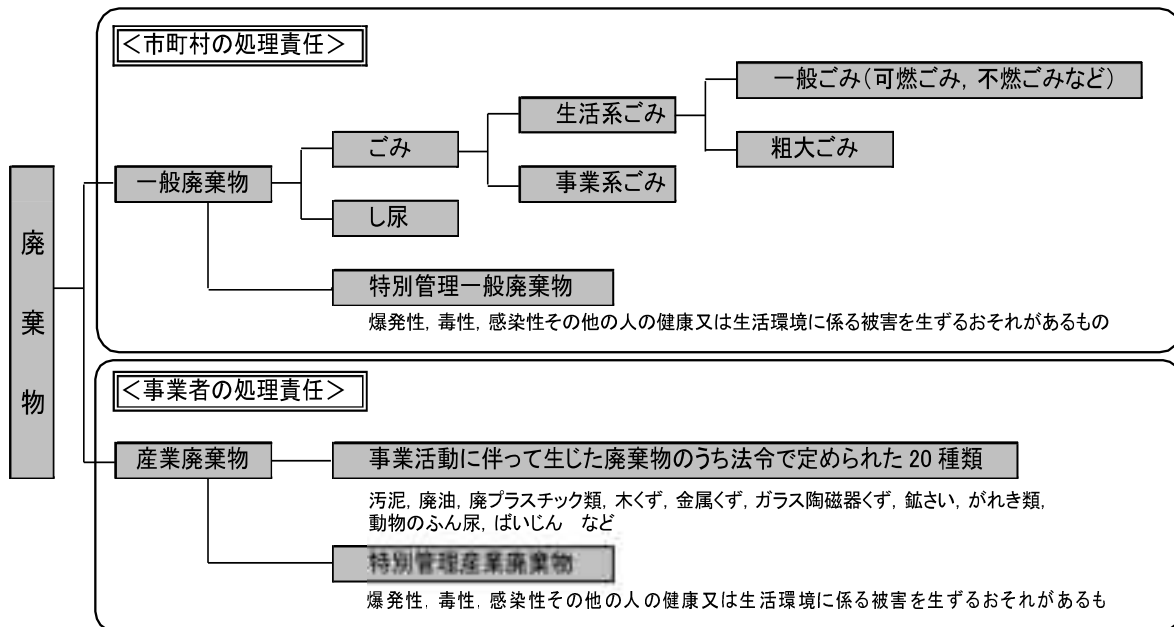 ＜市町村の処理責任＞
一般ごみ（可燃ごみ，不燃ごみなど）
生活系ごみ
ごみ
粗大ごみ
一般廃棄物
事業系ごみ
し尿
廃棄物
特別管理一般廃棄物
爆発性，毒性，感染性その他の人の健康又は生活環境に係る被害を生ずるおそれがあるもの
＜事業者の処理責任＞
産業廃棄物
事業活動に伴って生じた廃棄物のうち法令で定められた 20 種類
汚泥，廃油，廃プラスチック類，木くず，金属くず，ガラス陶磁器くず，鉱さい，がれき類，
動物のふん尿，ばいじん　など
特別管理産業廃棄物
爆発性，毒性，感染性その他の人の健康又は生活環境に係る被害を生ずるおそれがあるも